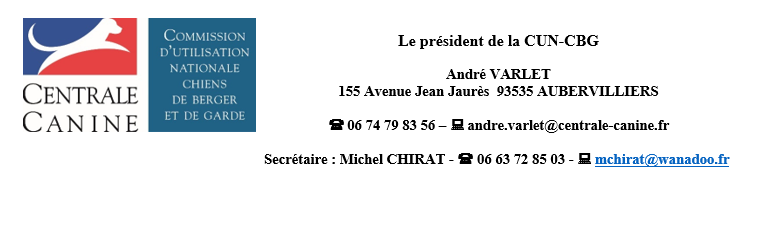 CENTRALE
CANINE
COMMISSION
D'UTILISATION
NATIONALE
CHIENS
DE BERGER
ET DE GARDE
Le président de la CUN-CBG
André VARLET
155 Avenue Jean Jaurès 93535 AUBERVILLIERS
☎ 06 74 79 83 56 – 💻 andre.varlet@centrale-canine.fr
Secrétaire : Michel CHIRAT - ☎ 06 63 72 85 03 - 💻 mchirat@wanadoo.fr